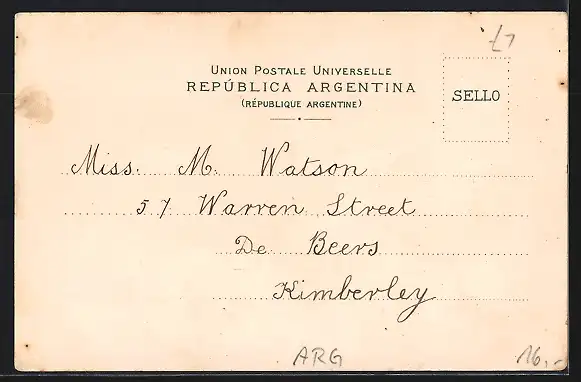 UNION POSTALE UNIVERSELLE
REPÚBLICA ARGENTINA
(RÉPUBLIQUE ARGENTINE)
SELLO
Miss. M. Watson
57 Warren Street
De Beers
Kimberley
ARG
16,-